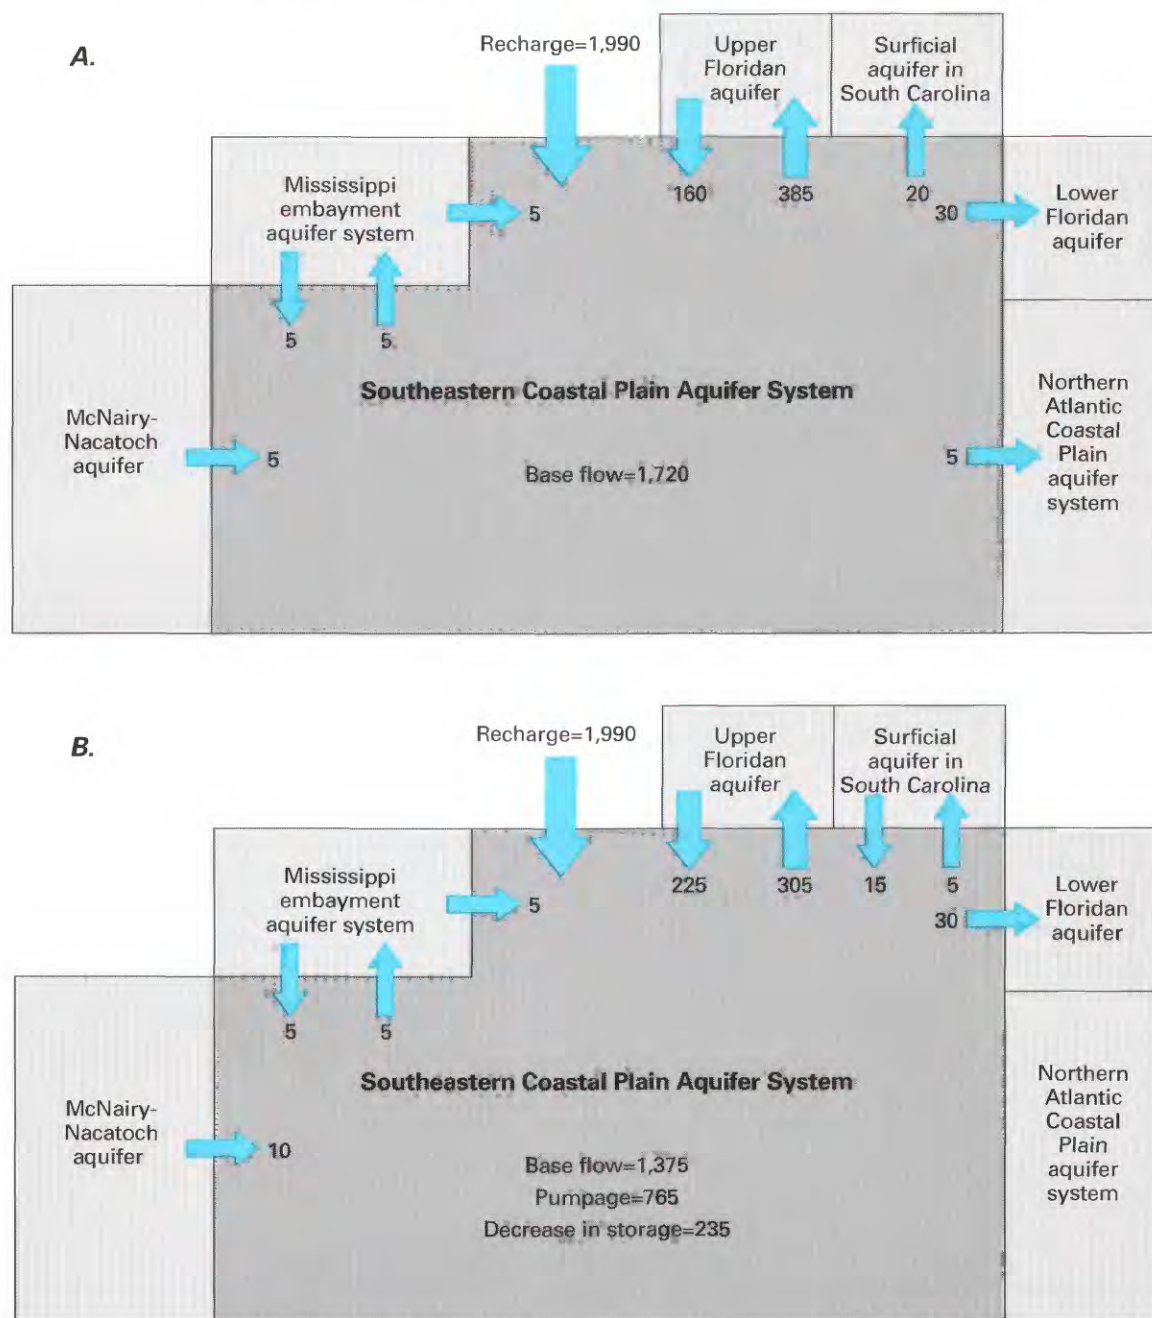 A.
Recharge=1,990
Upper
Floridan
aquifer
Surficial
aquifer in
South Carolina
Mississippi
embayment
aquifer system
5
160
385
20
30
Lower
Floridan
aquifer
5
5
Southeastern Coastal Plain Aquifer System
McNairy-
Nacatoch
aquifer
5
Base flow=1,720
5
Northern
Atlantic
Coastal
Plain
aquifer
system
B.
Recharge=1,990
Upper
Floridan
aquifer
Surficial
aquifer in
South Carolina
Mississippi
embayment
aquifer system
5
225
305
15
5
30
Lower
Floridan
aquifer
5
5
Southeastern Coastal Plain Aquifer System
McNairy-
Nacatoch
aquifer
10
Base flow=1,375
Pumpage=765
Decrease in storage=235
Northern
Atlantic
Coastal
Plain
aquifer
system